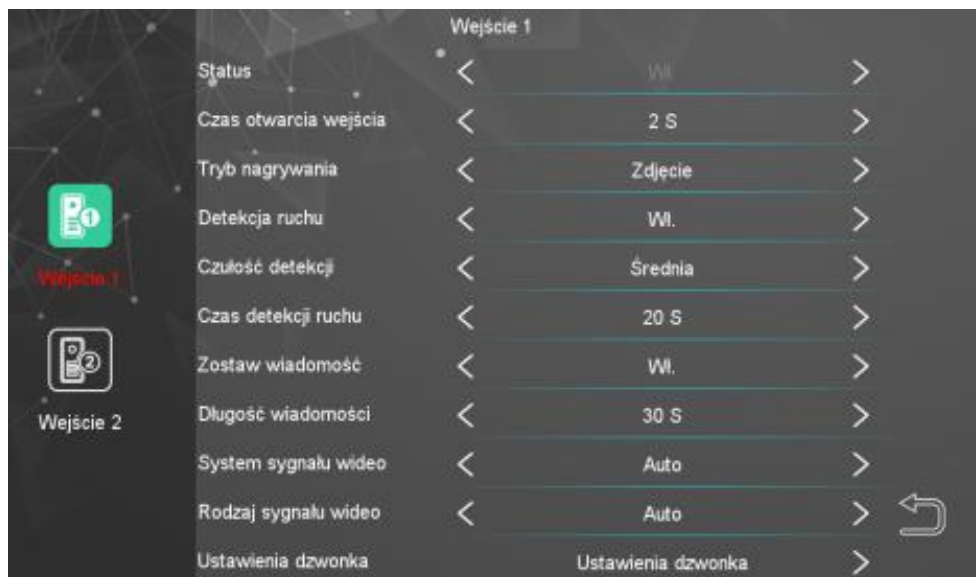 Wejście 1
Status < Wł. >
Czas otwarcia wejścia < 2 S >
Tryb nagrywania < Zdjęcie >
Detekcja ruchu < Wł. >
Czułość detekcji < Średnia >
Czas detekcji ruchu < 20 S >
Zostaw wiadomość < Wł. >
Długość wiadomości < 30 S >
System sygnału wideo < Auto >
Rodzaj sygnału wideo < Auto >
Ustawienia dzwonka Ustawienia dzwonka >
1
Wejście 1
2
Wejście 2